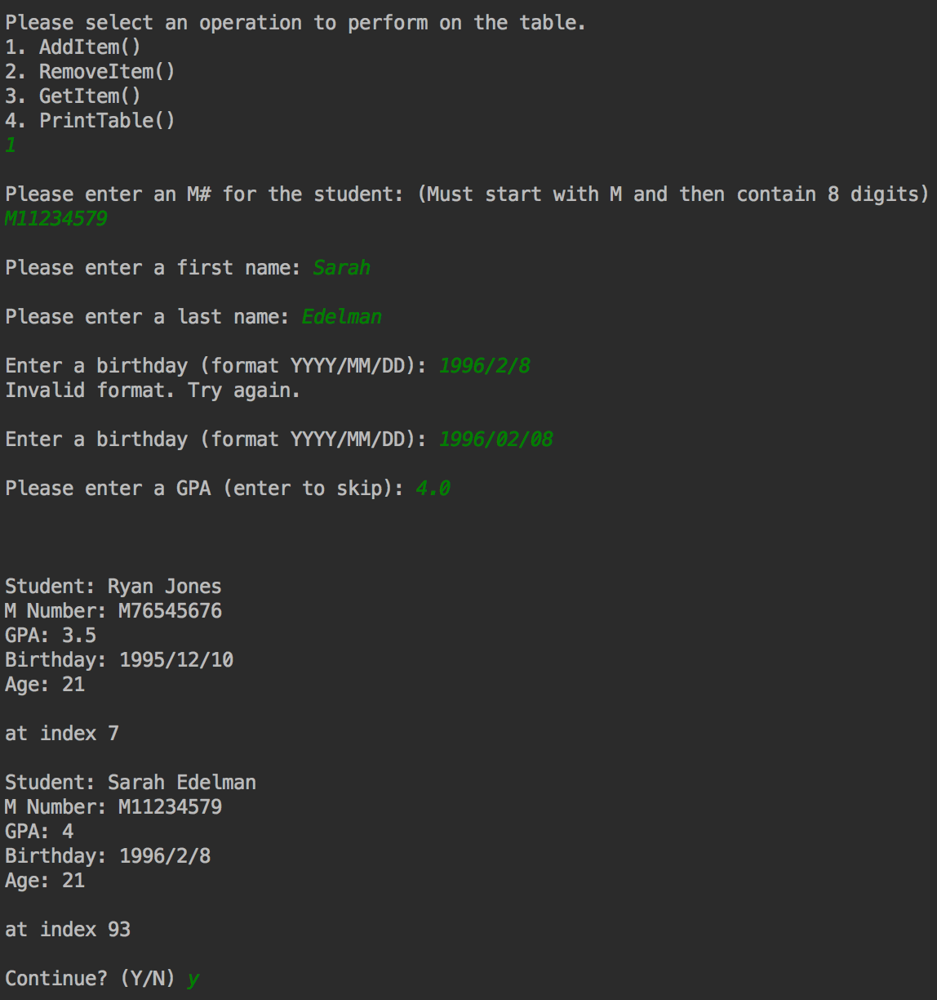 Please select an operation to perform on the table.
1. AddItem()
2. RemoveItem()
3. GetItem()
4. PrintTable()
1
Please enter an M# for the student: (Must start with M and then contain 8 digits)
M11234579
Please enter a first name: Sarah
Please enter a last name: Edelman
Enter a birthday (format YYYY/MM/DD): 1996/2/8
Invalid format. Try again.
Enter a birthday (format YYYY/MM/DD): 1996/02/08
Please enter a GPA (enter to skip): 4.0
Student: Ryan Jones
M Number: M76545676
GPA: 3.5
Birthday: 1995/12/10
Age: 21
at index 7
Student: Sarah Edelman
M Number: M11234579
GPA: 4
Birthday: 1996/2/8
Age: 21
at index 93
Continue? (Y/N) y